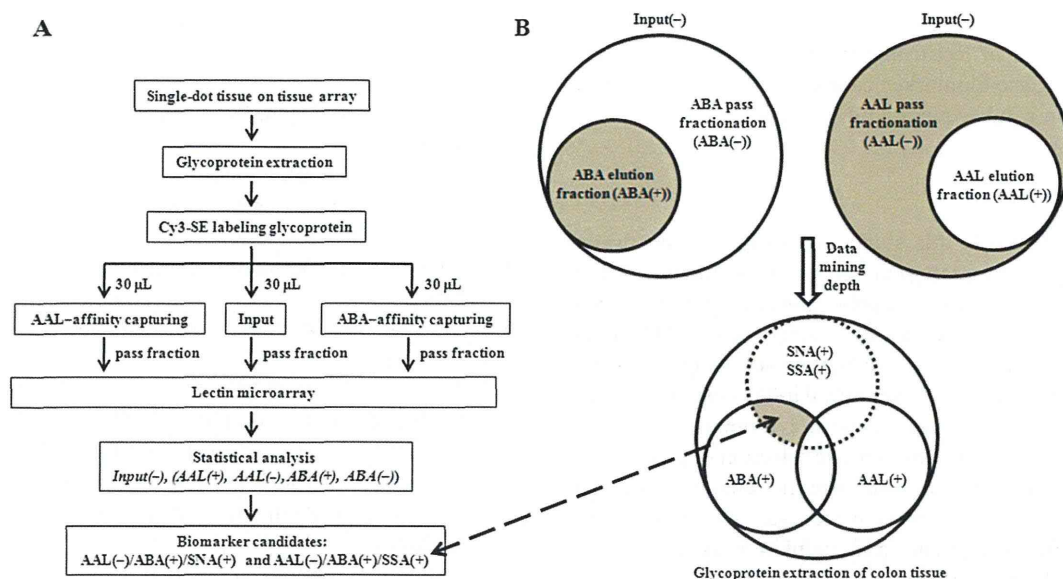 A
Single-dot tissue on tissue array
Glycoprotein extraction
Cy3-SE labeling glycoprotein
30 µL
30 µL
30 µL
AAL–affinity capturing
Input
ABA–affinity capturing
pass fraction
pass fraction
pass fraction
Lectin microarray
Statistical analysis
Input(–), (AAL(+), AAL(–), ABA(+), ABA(–))
Biomarker candidates:
AAL(–)/ABA(+)/SNA(+) and AAL(–)/ABA(+)/SSA(+)
B
Input(–)
ABA pass
fractionation
(ABA(–))
ABA elution
fraction (ABA(+))
Input(–)
AAL pass
fractionation
(AAL(–))
AAL elution
fraction (AAL(+))
Data
mining
depth
SNA(+)
SSA(+)
ABA(+)
AAL(+)
Glycoprotein extraction of colon tissue